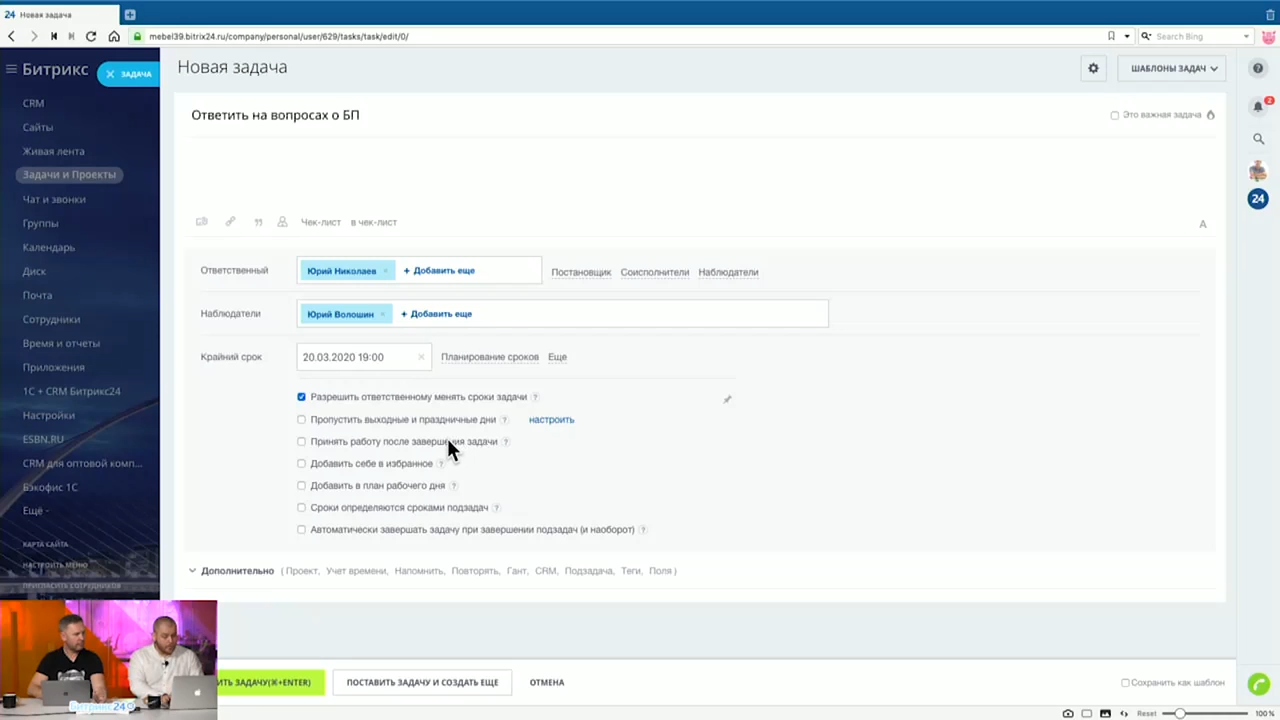 24 Новая задача
mebel39.bitrix24.ru/company/personal/user/629/tasks/task/edit/0/
Search Bing
Битрикс
ЗАДАЧА
Новая задача
ШАБЛОНЫ ЗАДАЧ
CRM
Сайты
Живая лента
Задачи и Проекты
Чат и звонки
Группы
Календарь
Диск
Почта
Сотрудники
Время и отчеты
Приложения
1С + CRM Битрикс24
Настройки
ESBN.RU
CRM для оптовой комп...
Бэкофис 1С
Ещё -
КАРТА САЙТА
НАСТРОИТЬ МЕНЮ
ПРИГЛАСИТЬ СОТРУДНИКОВ
Ответить на вопросах о БП
Это важная задача
Чек-лист в чек-лист
A
Ответственный
Юрий Николаев × + Добавить еще
Постановщик Соисполнители Наблюдатели
Наблюдатели
Юрий Волошин × + Добавить еще
Крайний срок
20.03.2020 19:00 ×
Планирование сроков Еще
Разрешить ответственному менять сроки задачи ?
Пропустить выходные и праздничные дни ? настроить
Принять работу после завершения задачи ?
Добавить себе в избранное ?
Добавить в план рабочего дня ?
Сроки определяются сроками подзадач ?
Автоматически завершать задачу при завершении подзадач (и наоборот) ?
Дополнительно ( Проект, Учет времени, Напомнить, Повторять, Гант, CRM, Подзадача, Теги, Поля )
ИТЬ ЗАДАЧУ(⌘+ENTER)
ПОСТАВИТЬ ЗАДАЧУ И СОЗДАТЬ ЕЩЕ
ОТМЕНА
Сохранить как шаблон
?
2
24
Битрикс24
Reset
100 %